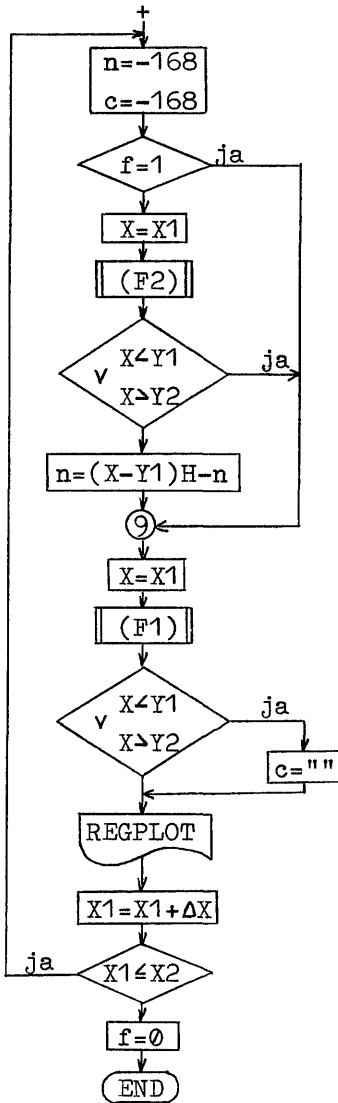 +
n=-168
c=-168
f=1
ja
X=X1
(F2)
X<Y1
v
X>Y2
ja
n=(X-Y1)H-n
9
X=X1
(F1)
X<Y1
v
X>Y2
ja
c=""
REGPLOT
X1=X1+ΔX
X1≤X2
ja
f=0
END